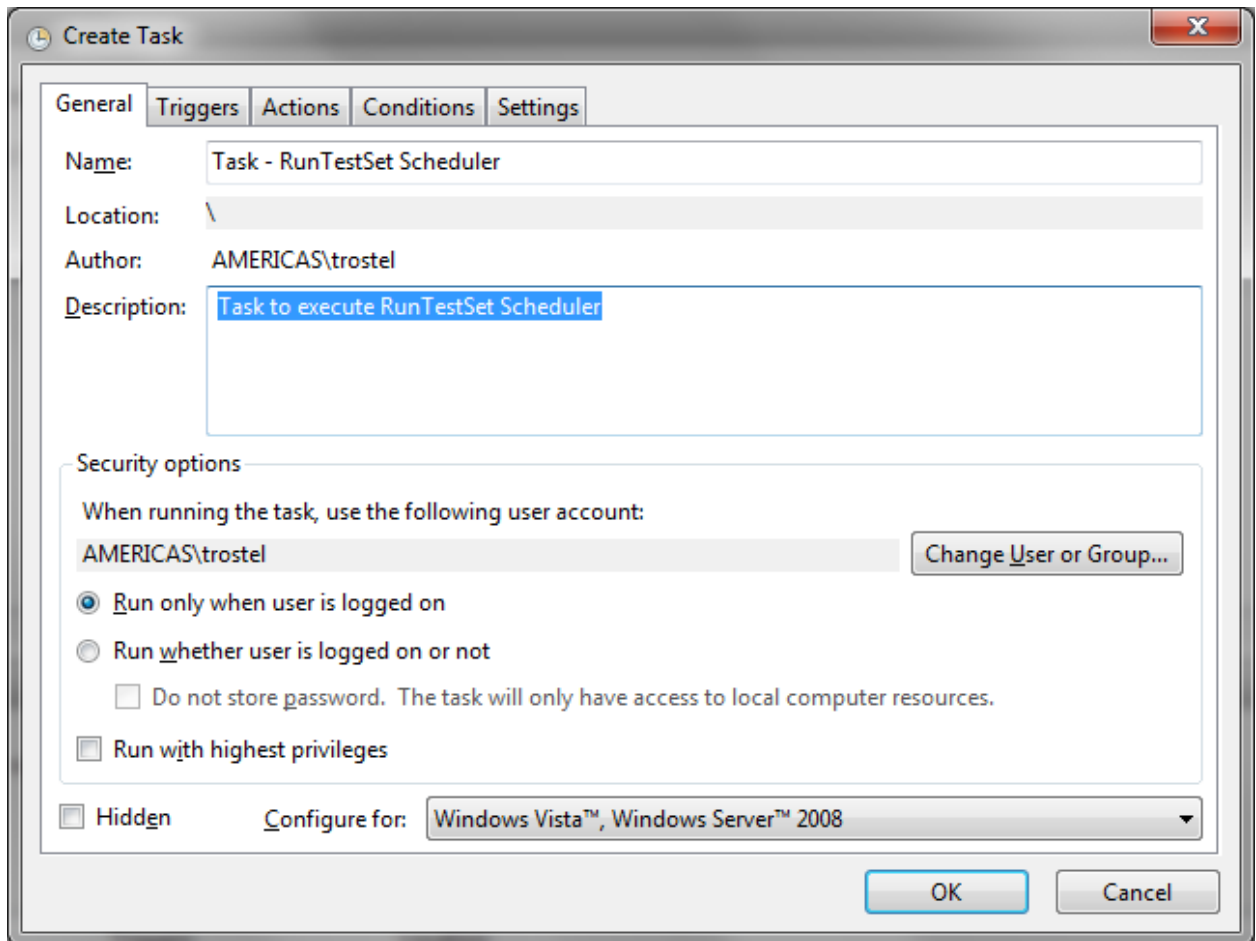 Create Task
General Triggers Actions Conditions Settings
Name: Task - RunTestSet Scheduler
Location: \
Author: AMERICAS\trostel
Description: Task to execute RunTestSet Scheduler
Security options
When running the task, use the following user account:
AMERICAS\trostel Change User or Group...
Run only when user is logged on
Run whether user is logged on or not
Do not store password. The task will only have access to local computer resources.
Run with highest privileges
Hidden Configure for: Windows Vista™, Windows Server™ 2008
OK Cancel